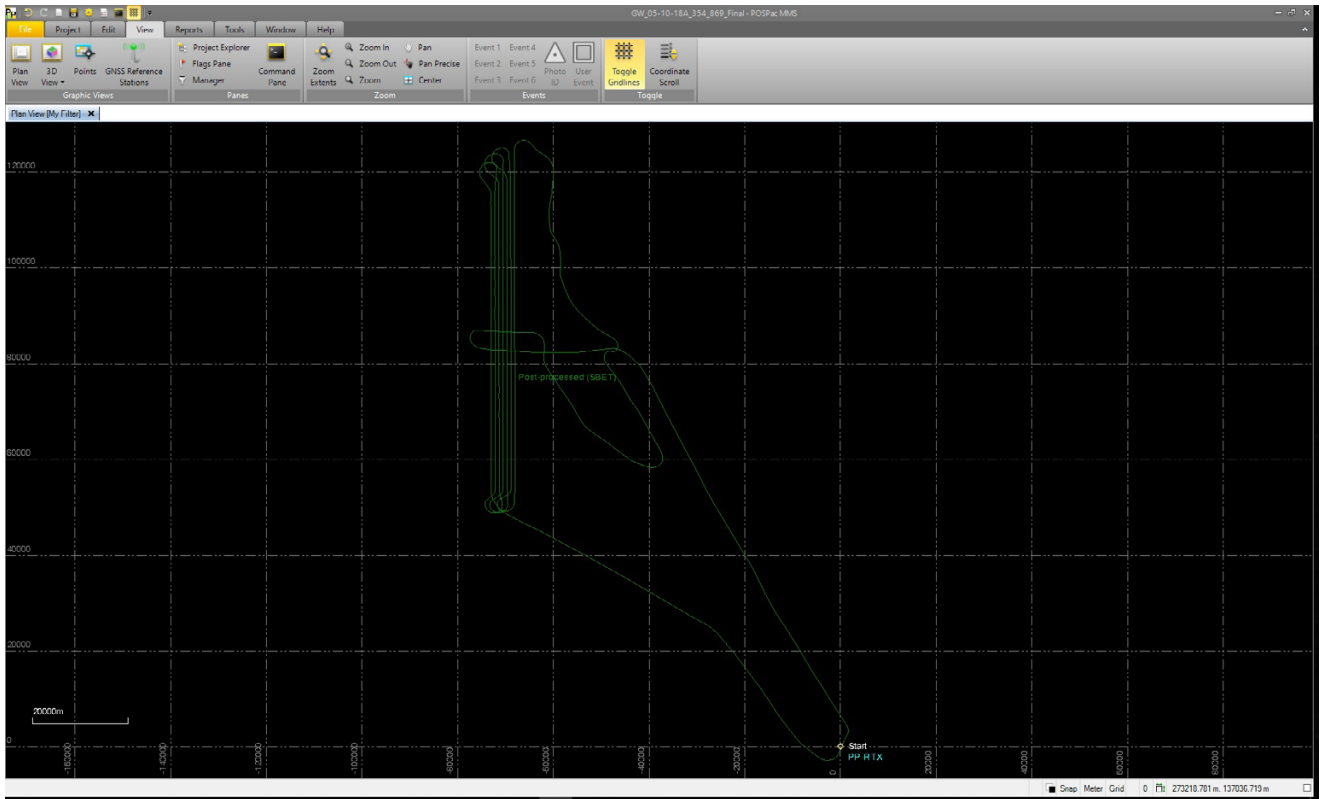 GW_05-10-18A_354_869_Final - POSPac MMS
File Project Edit View Reports Tools Window Help
Plan View
3D View
Points
GNSS Reference Stations
Graphic Views
Project Explorer
Flags Pane
Manager
Command Pane
Panes
Zoom Extents
Zoom In
Zoom Out
Zoom
Pan
Pan Precise
Center
Zoom
Event 1 Event 4
Event 2 Event 5
Event 3 Event 6
Photo ID
User Event
Events
Toggle Gridlines
Coordinate Scroll
Toggle
Plan View [My Filter]
120000
100000
80000
60000
Post-processed (SBET)
40000
20000
20000m
0
Start
PP-RTX
-160000 -140000 -120000 -100000 -80000 -60000 -40000 -20000 0 20000 40000 60000 80000
Snap Meter Grid 0 273218.781 m, 137036.719 m